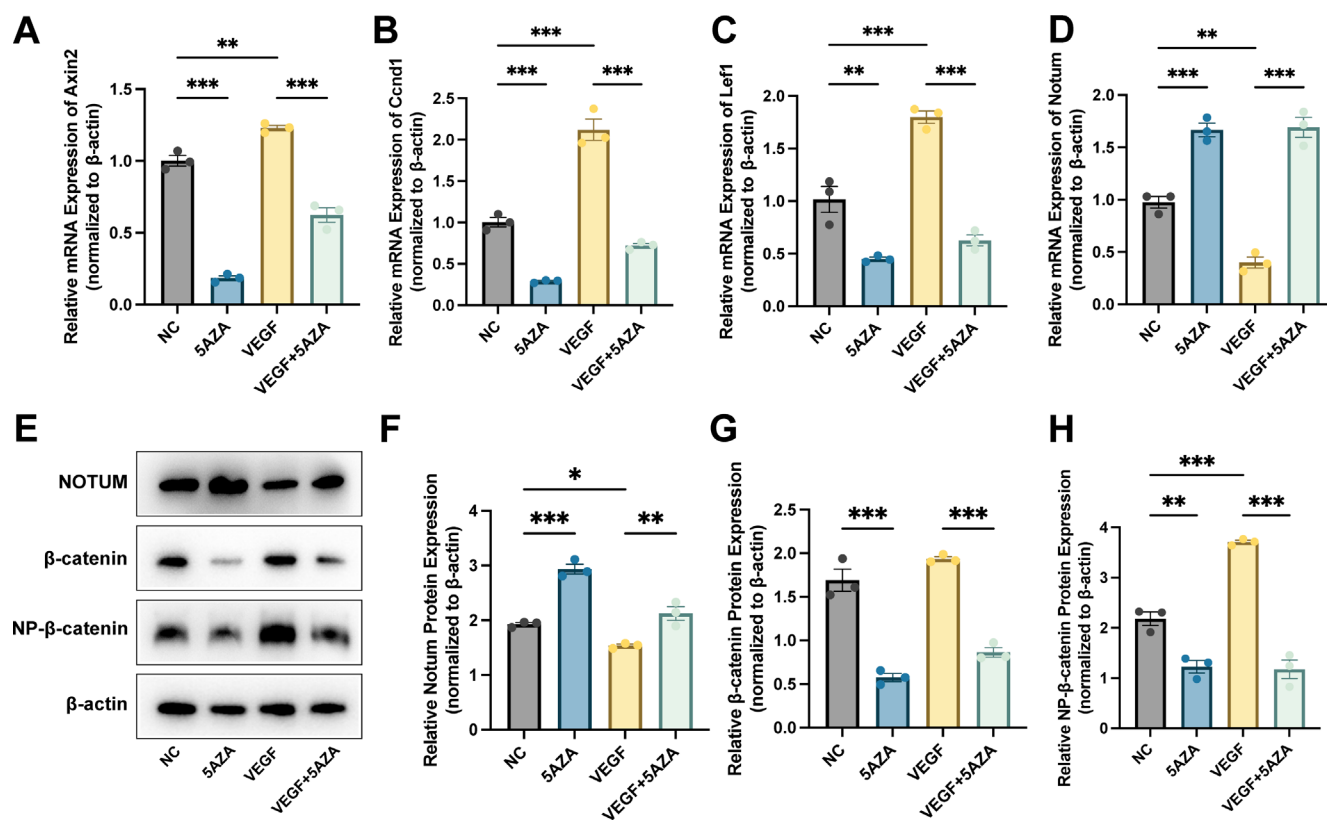 A
Relative mRNA Expression of Axin2
(normalized to β-actin)
0.0
0.5
1.0
1.5
**
***
***
NC
5AZA
VEGF
VEGF+5AZA
B
Relative mRNA Expression of Ccnd1
(normalized to β-actin)
0.0
0.5
1.0
1.5
2.0
2.5
***
***
***
NC
5AZA
VEGF
VEGF+5AZA
C
Relative mRNA Expression of Lef1
(normalized to β-actin)
0.0
0.5
1.0
1.5
2.0
***
**
***
NC
5AZA
VEGF
VEGF+5AZA
D
Relative mRNA Expression of Notum
(normalized to β-actin)
0.0
0.5
1.0
1.5
2.0
**
***
***
NC
5AZA
VEGF
VEGF+5AZA
E
NOTUM
β-catenin
NP-β-catenin
β-actin
NC
5AZA
VEGF
VEGF+5AZA
F
Relative Notum Protein Expression
(normalized to β-actin)
0
1
2
3
4
*
***
**
NC
5AZA
VEGF
VEGF+5AZA
G
Relative β-catenin Protein Expression
(normalized to β-actin)
0.0
0.5
1.0
1.5
2.0
2.5
***
***
NC
5AZA
VEGF
VEGF+5AZA
H
Relative NP-β-catenin Protein Expression
(normalized to β-actin)
0
1
2
3
4
***
**
***
NC
5AZA
VEGF
VEGF+5AZA